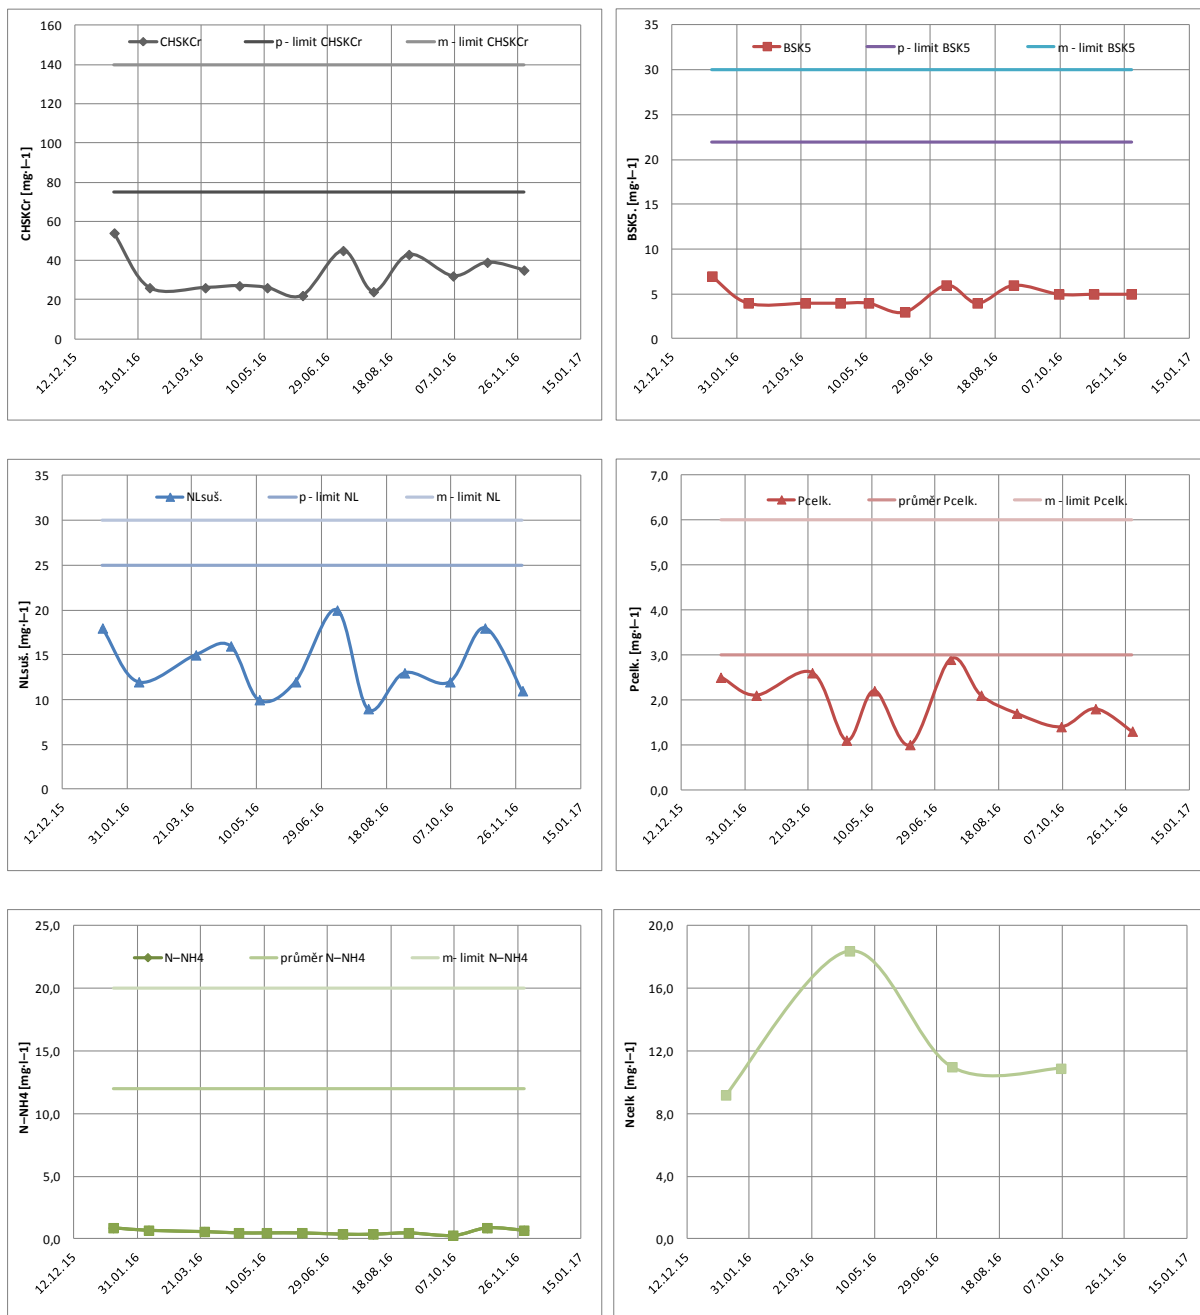 CHSKCr p - limit CHSKCr m - limit CHSKCr
CHSKCr [mg·l–1]
160
140
120
100
80
60
40
20
0
12.12.15 31.01.16 21.03.16 10.05.16 29.06.16 18.08.16 07.10.16 26.11.16 15.01.17
BSK5 p - limit BSK5 m - limit BSK5
BSK5. [mg·l–1]
35
30
25
20
15
10
5
0
12.12.15 31.01.16 21.03.16 10.05.16 29.06.16 18.08.16 07.10.16 26.11.16 15.01.17
NLsuš. p - limit NL m - limit NL
NLsuš. [mg·l–1]
35
30
25
20
15
10
5
0
12.12.15 31.01.16 21.03.16 10.05.16 29.06.16 18.08.16 07.10.16 26.11.16 15.01.17
Pcelk. průměr Pcelk. m - limit Pcelk.
Pcelk. [mg·l–1]
7,0
6,0
5,0
4,0
3,0
2,0
1,0
0,0
12.12.15 31.01.16 21.03.16 10.05.16 29.06.16 18.08.16 07.10.16 26.11.16 15.01.17
N–NH4 průměr N–NH4 m- limit N–NH4
N–NH4 [mg·l–1]
25,0
20,0
15,0
10,0
5,0
0,0
12.12.15 31.01.16 21.03.16 10.05.16 29.06.16 18.08.16 07.10.16 26.11.16 15.01.17
Ncelk [mg·l–1]
20,0
16,0
12,0
8,0
4,0
0,0
12.12.15 31.01.16 21.03.16 10.05.16 29.06.16 18.08.16 07.10.16 26.11.16 15.01.17